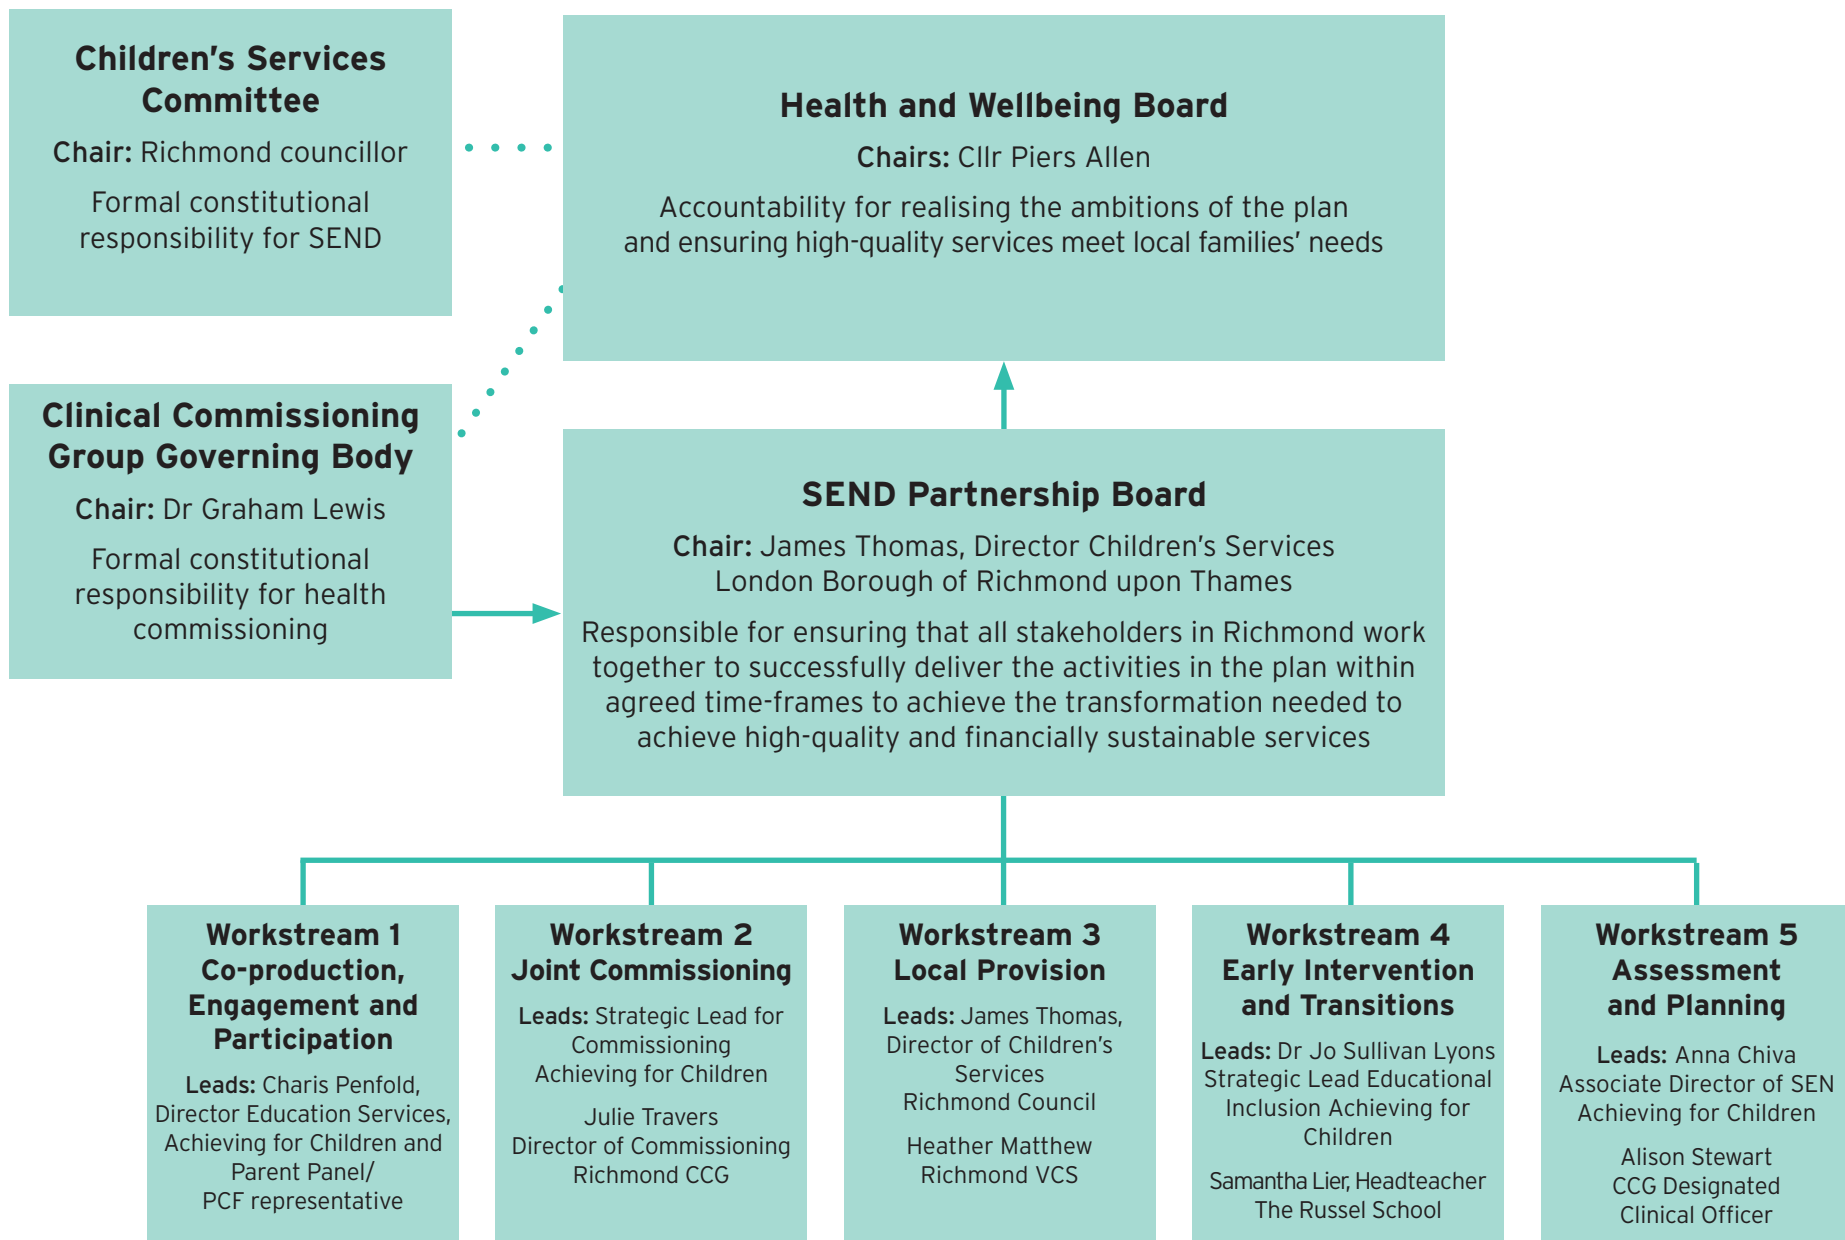 Children's Services
Committee
Chair: Richmond councillor
Formal constitutional
responsibility for SEND
Health and Wellbeing Board
Chairs: Cllr Piers Allen
Accountability for realising the ambitions of the plan
and ensuring high-quality services meet local families' needs
Clinical Commissioning
Group Governing Body
Chair: Dr Graham Lewis
Formal constitutional
responsibility for health
commissioning
SEND Partnership Board
Chair: James Thomas, Director Children's Services
London Borough of Richmond upon Thames
Responsible for ensuring that all stakeholders in Richmond work
together to successfully deliver the activities in the plan within
agreed time-frames to achieve the transformation needed to
achieve high-quality and financially sustainable services
Workstream 1
Co-production,
Engagement and
Participation
Leads: Charis Penfold,
Director Education Services,
Achieving for Children and
Parent Panel/
PCF representative
Workstream 2
Joint Commissioning
Leads: Strategic Lead for
Commissioning
Achieving for Children
Julie Travers
Director of Commissioning
Richmond CCG
Workstream 3
Local Provision
Leads: James Thomas,
Director of Children's
Services
Richmond Council
Heather Matthew
Richmond VCS
Workstream 4
Early Intervention
and Transitions
Leads: Dr Jo Sullivan Lyons
Strategic Lead Educational
Inclusion Achieving for
Children
Samantha Lier, Headteacher
The Russel School
Workstream 5
Assessment
and Planning
Leads: Anna Chiva
Associate Director of SEN
Achieving for Children
Alison Stewart
CCG Designated
Clinical Officer